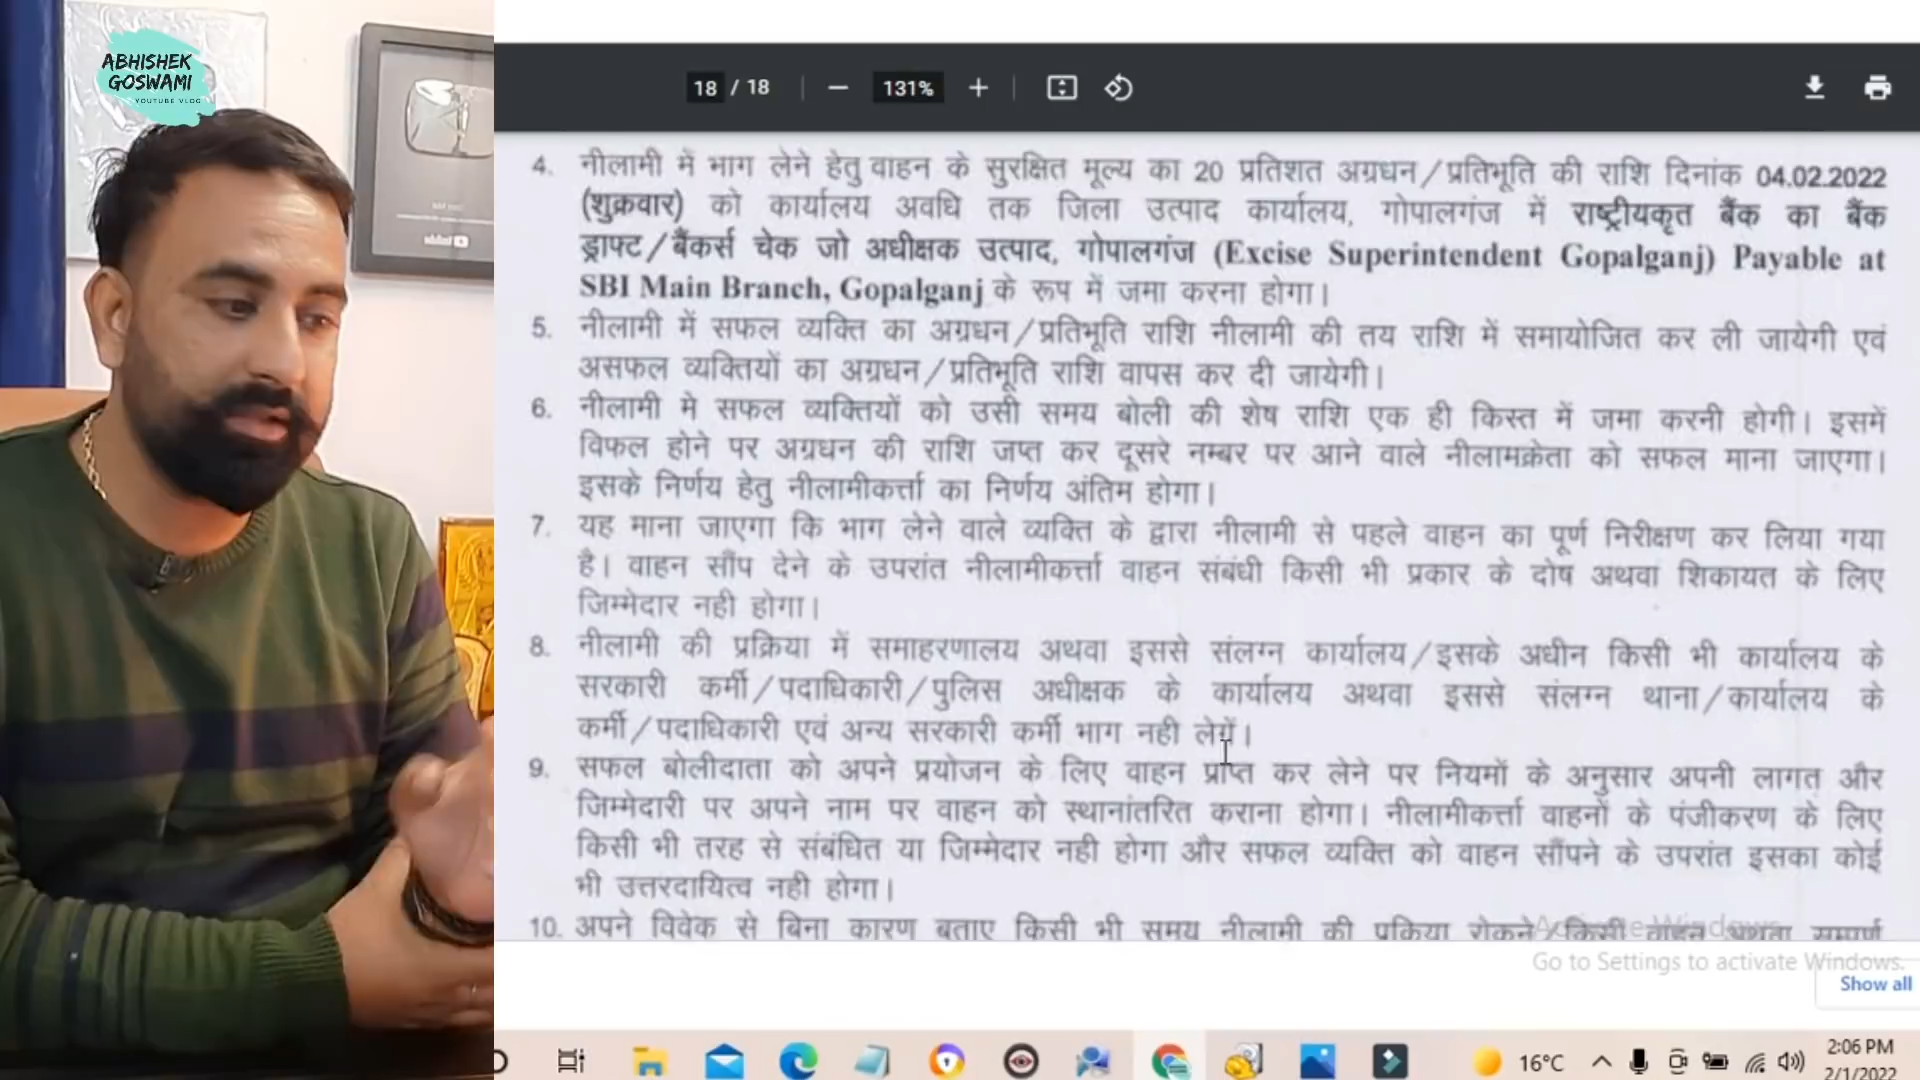 ABHISHEK
GOSWAMI
YOUTUBE VLOG
18 / 18
131%
4. नीलामी में भाग लेने हेतु वाहन के सुरक्षित मूल्य का 20 प्रतिशत अग्रधन/प्रतिभूति की राशि दिनांक 04.02.2022
(शुक्रवार) को कार्यालय अवधि तक जिला उत्पाद कार्यालय, गोपालगंज में राष्ट्रीयकृत बैंक का बैंक
ड्राफ्ट/बैंकर्स चेक जो अधीक्षक उत्पाद, गोपालगंज (Excise Superintendent Gopalganj) Payable at
SBI Main Branch, Gopalganj के रूप में जमा करना होगा।
5. नीलामी में सफल व्यक्ति का अग्रधन/प्रतिभूति राशि नीलामी की तय राशि में समायोजित कर ली जायेगी एवं
असफल व्यक्तियों का अग्रधन/प्रतिभूति राशि वापस कर दी जायेगी।
6. नीलामी मे सफल व्यक्तियों को उसी समय बोली की शेष राशि एक ही किस्त में जमा करनी होगी। इसमें
विफल होने पर अग्रधन की राशि जप्त कर दूसरे नम्बर पर आने वाले नीलामक्रेता को सफल माना जाएगा।
इसके निर्णय हेतु नीलामीकर्त्ता का निर्णय अंतिम होगा।
7. यह माना जाएगा कि भाग लेने वाले व्यक्ति के द्वारा नीलामी से पहले वाहन का पूर्ण निरीक्षण कर लिया गया
है। वाहन सौंप देने के उपरांत नीलामीकर्त्ता वाहन संबंधी किसी भी प्रकार के दोष अथवा शिकायत के लिए
जिम्मेदार नही होगा।
8. नीलामी की प्रक्रिया में समाहरणालय अथवा इससे संलग्न कार्यालय/इसके अधीन किसी भी कार्यालय के
सरकारी कर्मी/पदाधिकारी/पुलिस अधीक्षक के कार्यालय अथवा इससे संलग्न थाना/कार्यालय के
कर्मी/पदाधिकारी एवं अन्य सरकारी कर्मी भाग नही लेगें।
9. सफल बोलीदाता को अपने प्रयोजन के लिए वाहन प्राप्त कर लेने पर नियमों के अनुसार अपनी लागत और
जिम्मेदारी पर अपने नाम पर वाहन को स्थानांतरित कराना होगा। नीलामीकर्त्ता वाहनों के पंजीकरण के लिए
किसी भी तरह से संबंधित या जिम्मेदार नही होगा और सफल व्यक्ति को वाहन सौंपने के उपरांत इसका कोई
भी उत्तरदायित्व नही होगा।
10. अपने विवेक से बिना कारण बताए किसी भी समय नीलामी की प्रकिया रोकने/किसी वाहन अथवा सम्पूर्ण
Activate Windows
Go to Settings to activate Windows.
Show all
16°C
2:06 PM
2/1/2022